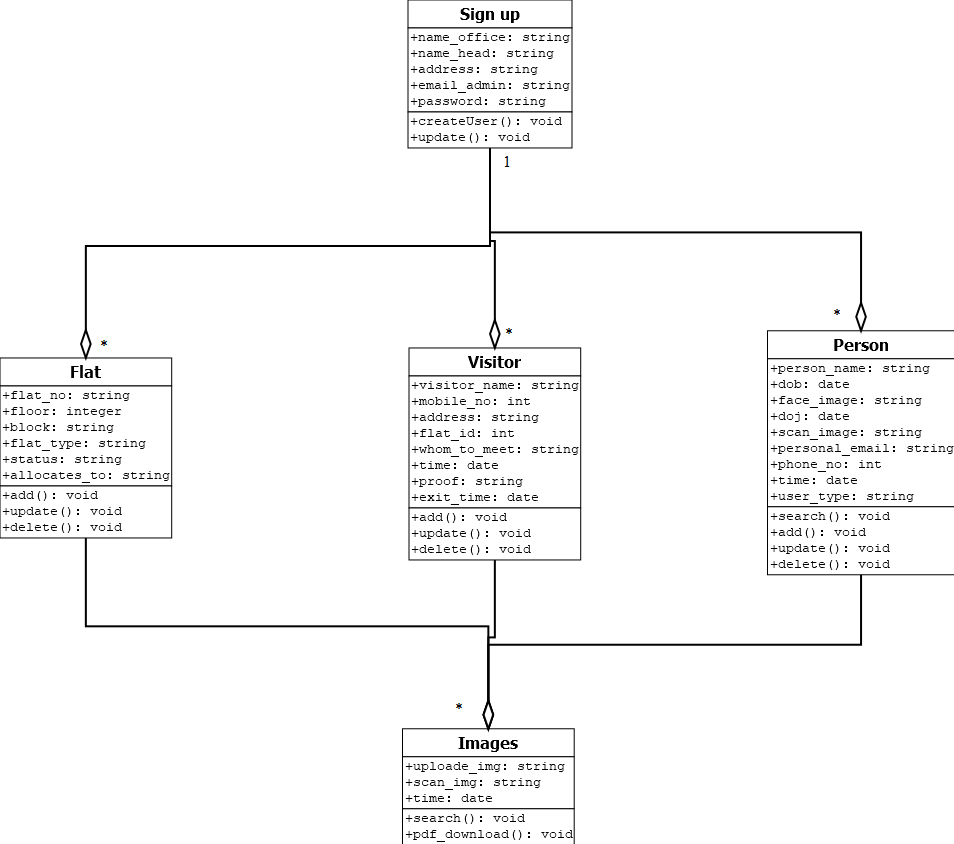 Sign up
+name_office: string
+name_head: string
+address: string
+email_admin: string
+password: string
+createUser(): void
+update(): void
1
*
*
*
Flat
+flat_no: string
+floor: integer
+block: string
+flat_type: string
+status: string
+allocates_to: string
+add(): void
+update(): void
+delete(): void
Visitor
+visitor_name: string
+mobile_no: int
+address: string
+flat_id: int
+whom_to_meet: string
+time: date
+proof: string
+exit_time: date
+add(): void
+update(): void
+delete(): void
Person
+person_name: string
+dob: date
+face_image: string
+doj: date
+scan_image: string
+personal_email: string
+phone_no: int
+time: date
+user_type: string
+search(): void
+add(): void
+update(): void
+delete(): void
*
Images
+uploade_img: string
+scan_img: string
+time: date
+search(): void
+pdf_download(): void